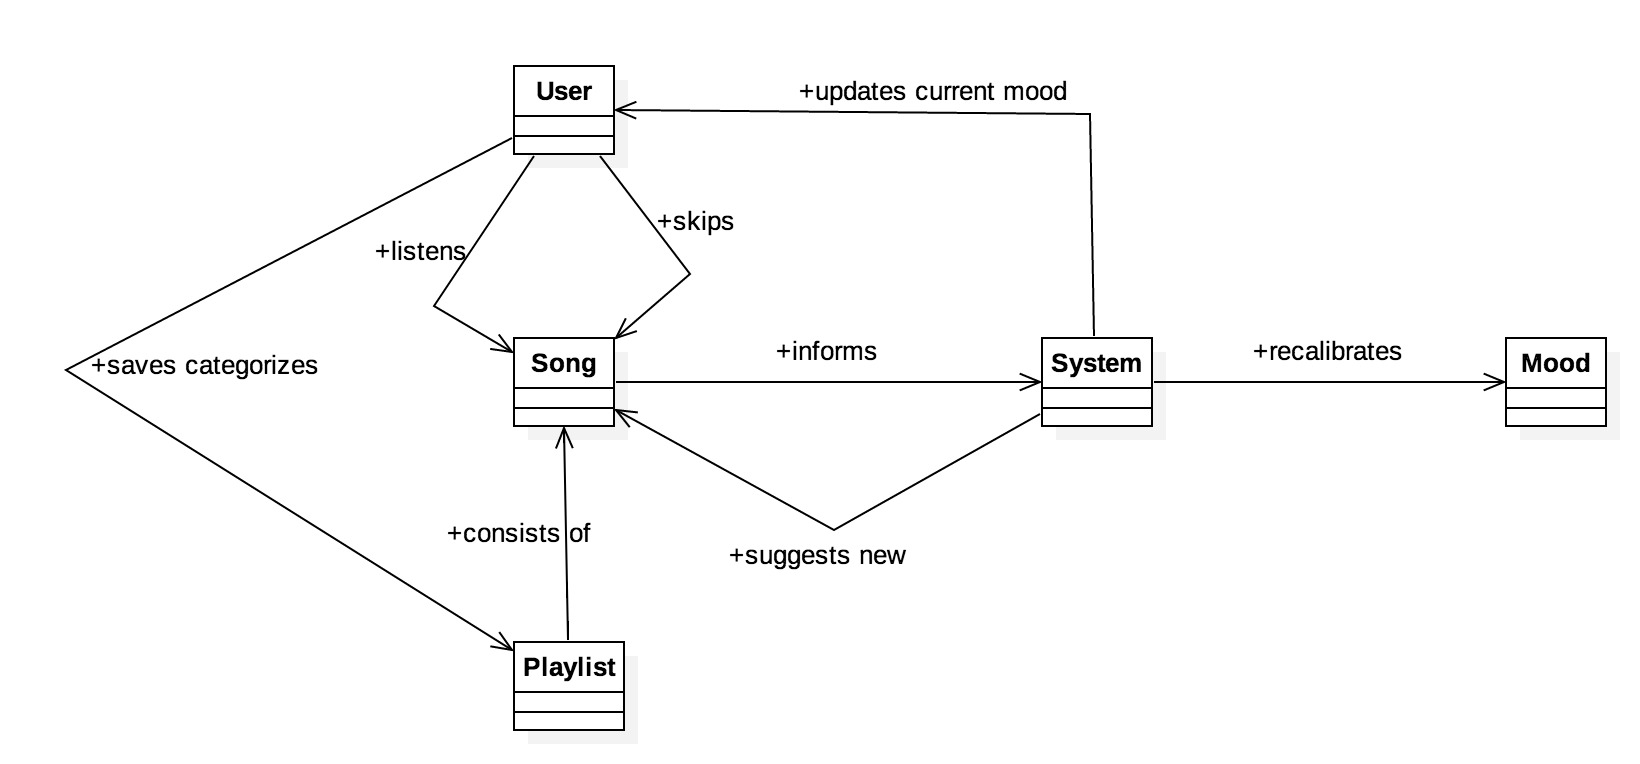 User
+updates current mood
+skips
+listens
+saves categorizes
Song
+informs
System
+recalibrates
Mood
+consists of
+suggests new
Playlist